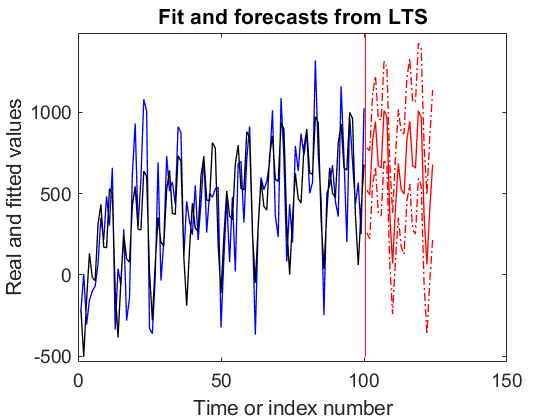 Fit and forecasts from LTS
Real and fitted values
1000
500
0
-500
0 50 100 150
Time or index number